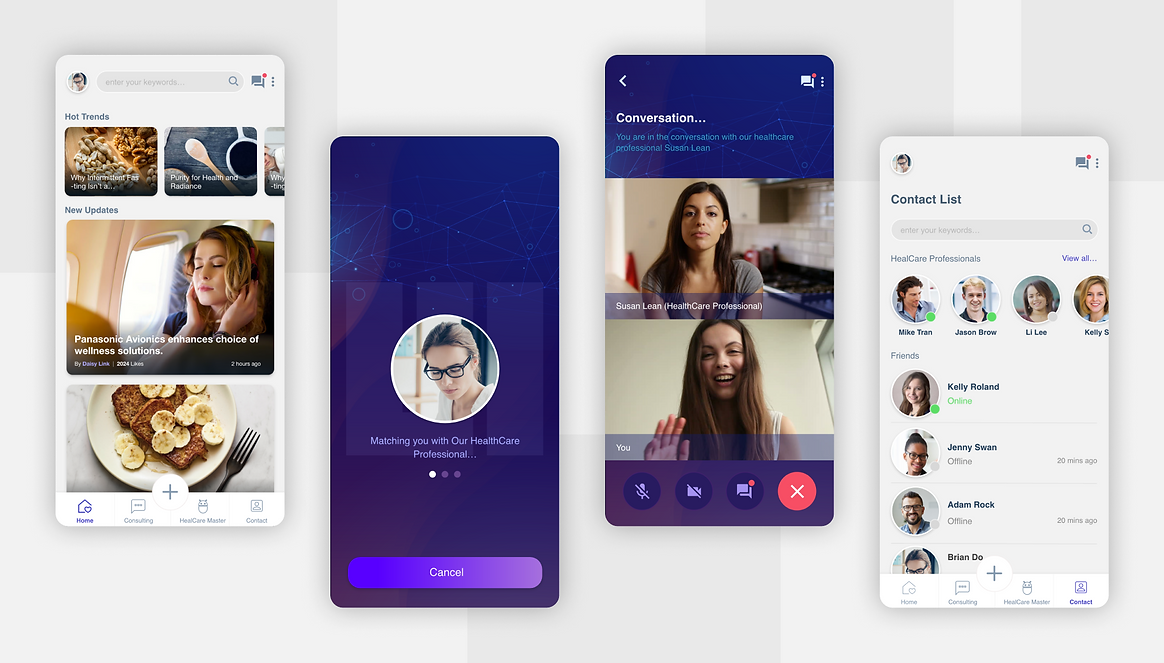 enter your keywords...
Hot Trends
Why Intermittent Fas
-ting Isn't a...
Purity for Health and
Radiance
Why
-ting
New Updates
Panasonic Avionics enhances choice of
wellness solutions.
By Daisy Link | 2024 Likes
2 hours ago
Home
Consulting
HealCare Master
Contact
Matching you with Our HealthCare
Professional...
Cancel
Conversation...
You are in the conversation with our healthcare
professional Susan Lean
Susan Lean (HealthCare Professional)
You
Contact List
enter your keywords...
HealCare Professionals
View all...
Mike Tran
Jason Brow
Li Lee
Kelly S
Friends
Kelly Roland
Online
Jenny Swan
Offline
20 mins ago
Adam Rock
Offline
20 mins ago
Brian Do
Home
Consulting
HealCare Master
Contact